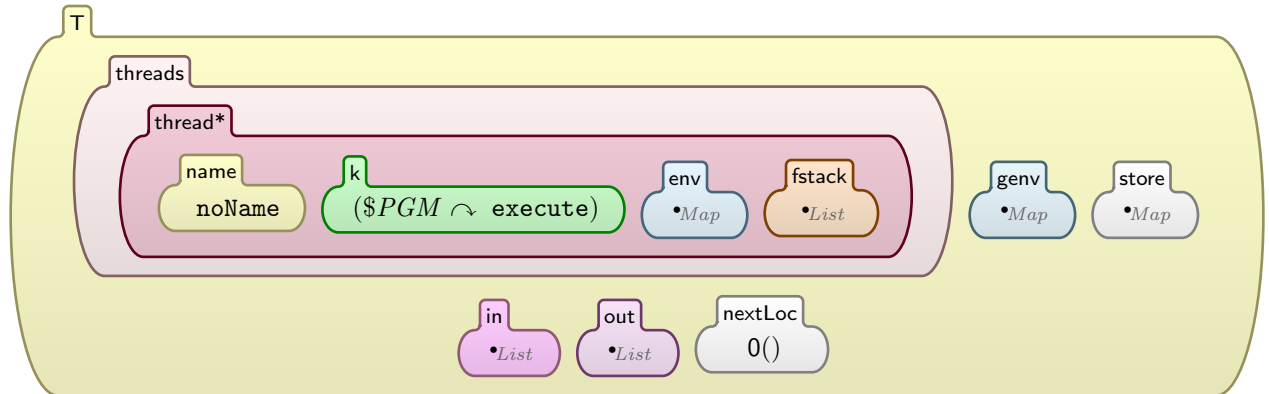 T
threads
thread*
name k env fstack genv store
noName ($PGM ↷ execute) •Map •List •Map •Map
in out nextLoc
•List •List 0()